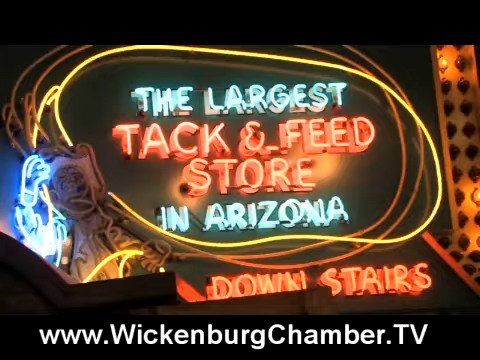 THE LARGEST
TACK & FEED
STORE
IN ARIZONA
DOWN STAIRS
www.WickenburgChamber.TV